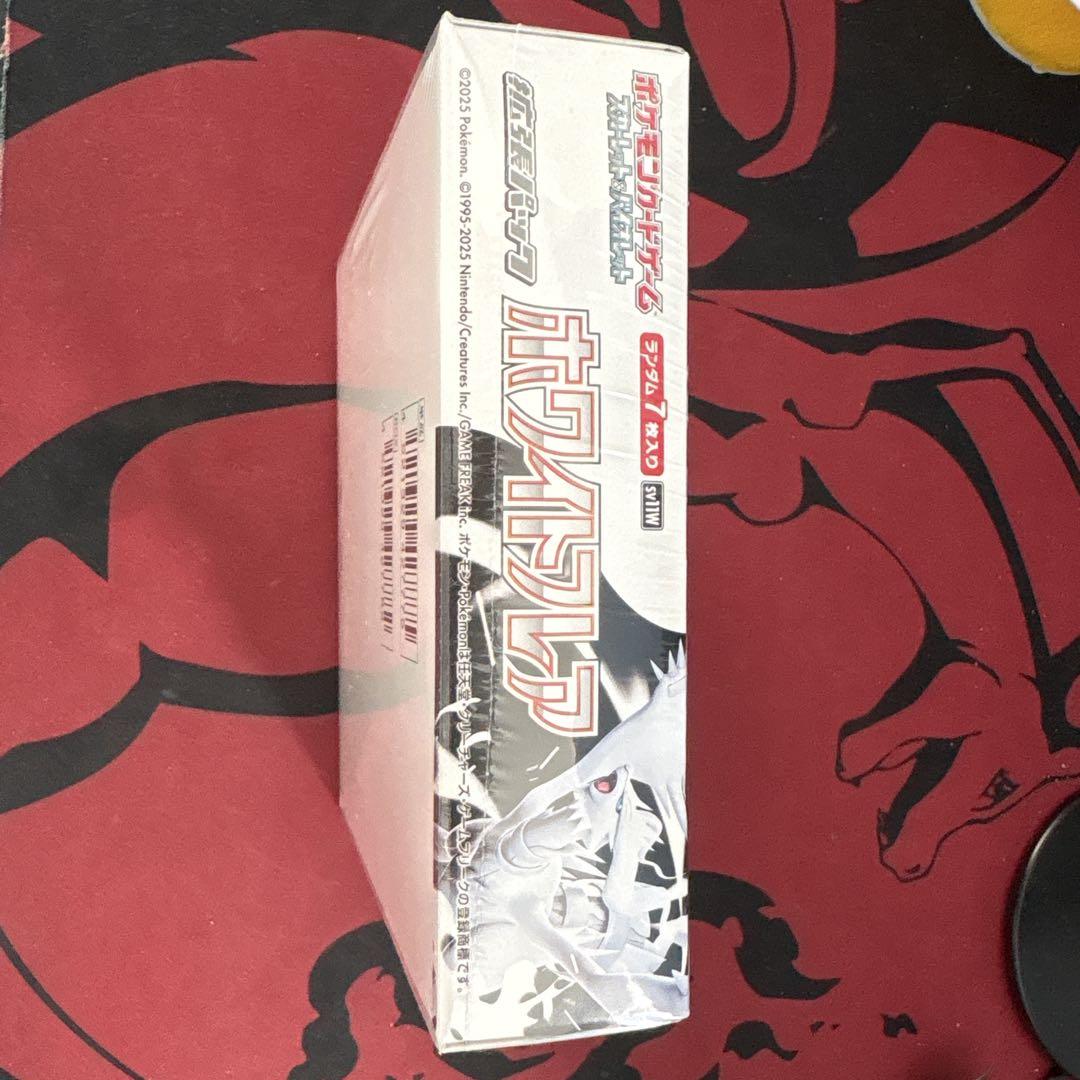 ポケモンカードゲーム
スカーレット&バイオレット
ランダム7枚入り
sv11W
拡張パック
ホワイトフレア
©2025 Pokémon. ©1995-2025 Nintendo/Creatures Inc./GAME FREAK inc. ポケモン・Pokémonは任天堂・クリーチャーズ・ゲームフリークの登録商標です。